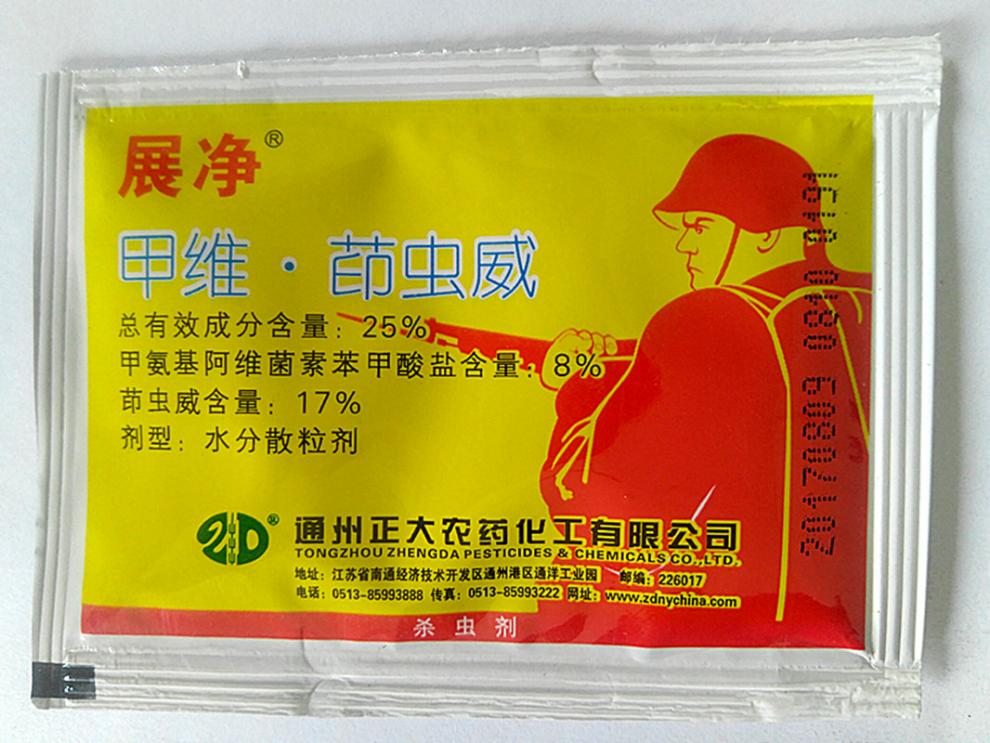 展净®
甲维·茚虫威
总有效成分含量：25%
甲氨基阿维菌素苯甲酸盐含量：8%
茚虫威含量：17%
剂型：水分散粒剂
ZD®
通州正大农药化工有限公司
TONGZHOU ZHENGDA PESTICIDES & CHEMICALS CO.,LTD.
地址：江苏省南通经济技术开发区通州港区通洋工业园 邮编：226017
电话：0513-85993888 传真：0513-85993222 网址：www.zdnychina.com
杀虫剂